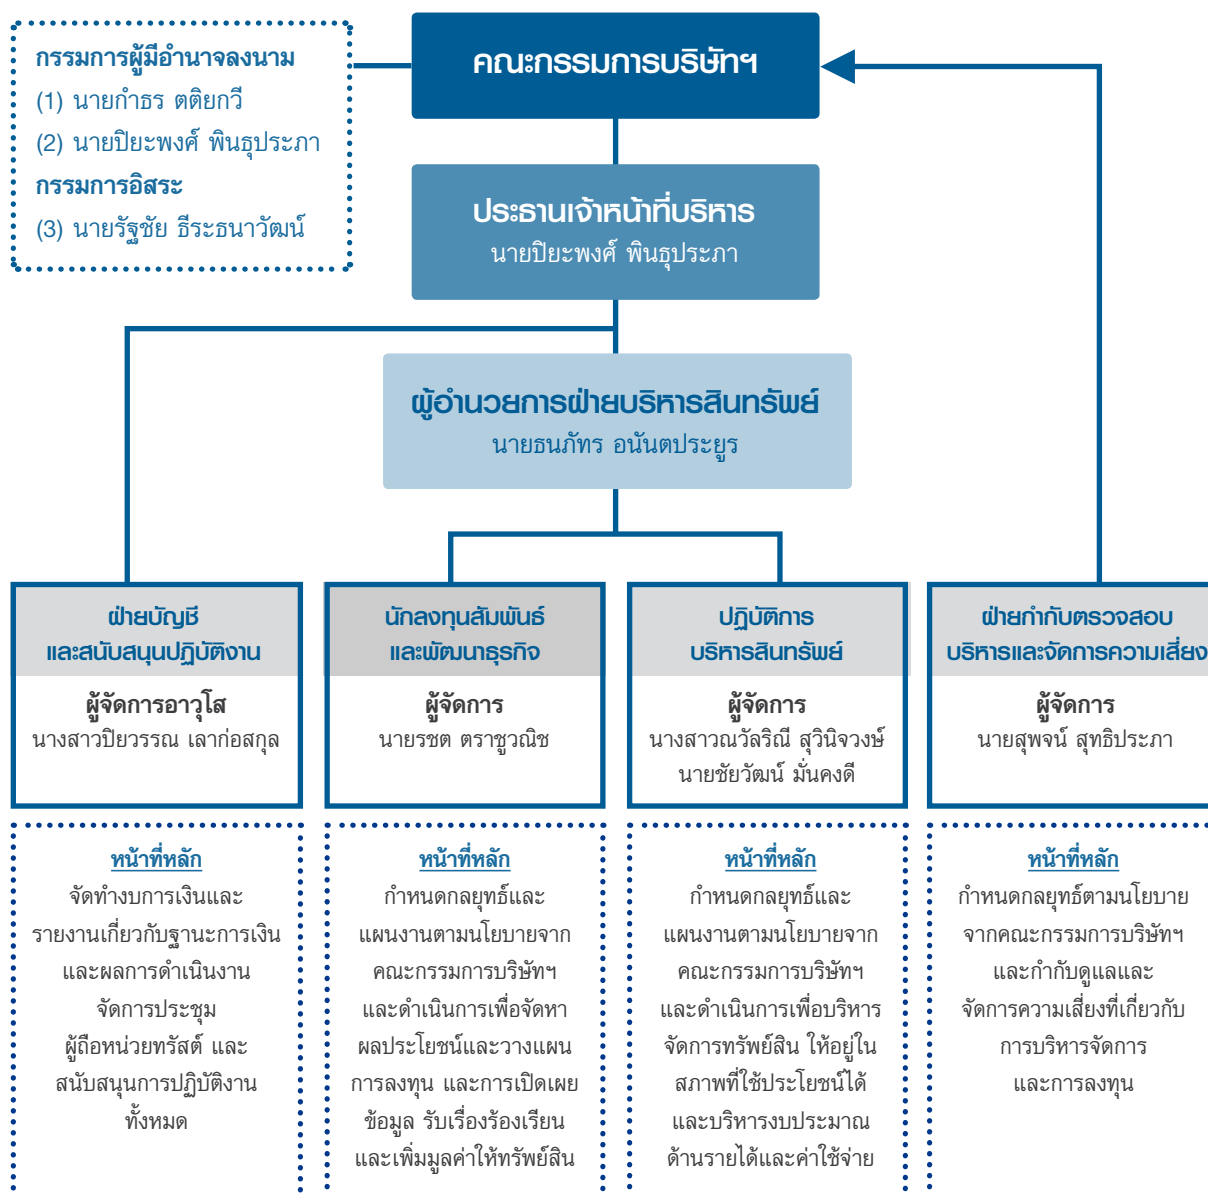 กรรมการผู้มีอำนาจลงนาม
(1) นายกำธร ตติยกวี
(2) นายปิยะพงศ์ พินธุประภา
กรรมการอิสระ
(3) นายรัฐชัย ธีระธนาวัฒน์
คณะกรรมการบริษัทฯ
ประธานเจ้าหน้าที่บริหาร
นายปิยะพงศ์ พินธุประภา
ผู้อำนวยการฝ่ายบริหารสินทรัพย์
นายธนภัทร อนันตประยูร
ฝ่ายบัญชี
และสนับสนุนปฏิบัติงาน
ผู้จัดการอาวุโส
นางสาวปิยวรรณ เลาก่อสกุล
หน้าที่หลัก
จัดทำงบการเงินและ
รายงานเกี่ยวกับฐานะการเงิน
และผลการดำเนินงาน
จัดการประชุม
ผู้ถือหน่วยทรัสต์ และ
สนับสนุนการปฏิบัติงาน
ทั้งหมด
นักลงทุนสัมพันธ์
และพัฒนาธุรกิจ
ผู้จัดการ
นายรชต ตราชูวณิช
หน้าที่หลัก
กำหนดกลยุทธ์และ
แผนงานตามนโยบายจาก
คณะกรรมการบริษัทฯ
และดำเนินการเพื่อจัดหา
ผลประโยชน์และวางแผน
การลงทุน และการเปิดเผย
ข้อมูล รับเรื่องร้องเรียน
และเพิ่มมูลค่าให้ทรัพย์สิน
ปฏิบัติการ
บริหารสินทรัพย์
ผู้จัดการ
นางสาวณวัลริณี สุวินิจวงษ์
นายชัยวัฒน์ มั่นคงดี
หน้าที่หลัก
กำหนดกลยุทธ์และ
แผนงานตามนโยบายจาก
คณะกรรมการบริษัทฯ
และดำเนินการเพื่อบริหาร
จัดการทรัพย์สิน ให้อยู่ใน
สภาพที่ใช้ประโยชน์ได้
และบริหารงบประมาณ
ด้านรายได้และค่าใช้จ่าย
ฝ่ายกำกับตรวจสอบ
บริหารและจัดการความเสี่ยง
ผู้จัดการ
นายสุพจน์ สุทธิประภา
หน้าที่หลัก
กำหนดกลยุทธ์ตามนโยบาย
จากคณะกรรมการบริษัทฯ
และกำกับดูแลและ
จัดการความเสี่ยงที่เกี่ยวกับ
การบริหารจัดการ
และการลงทุน